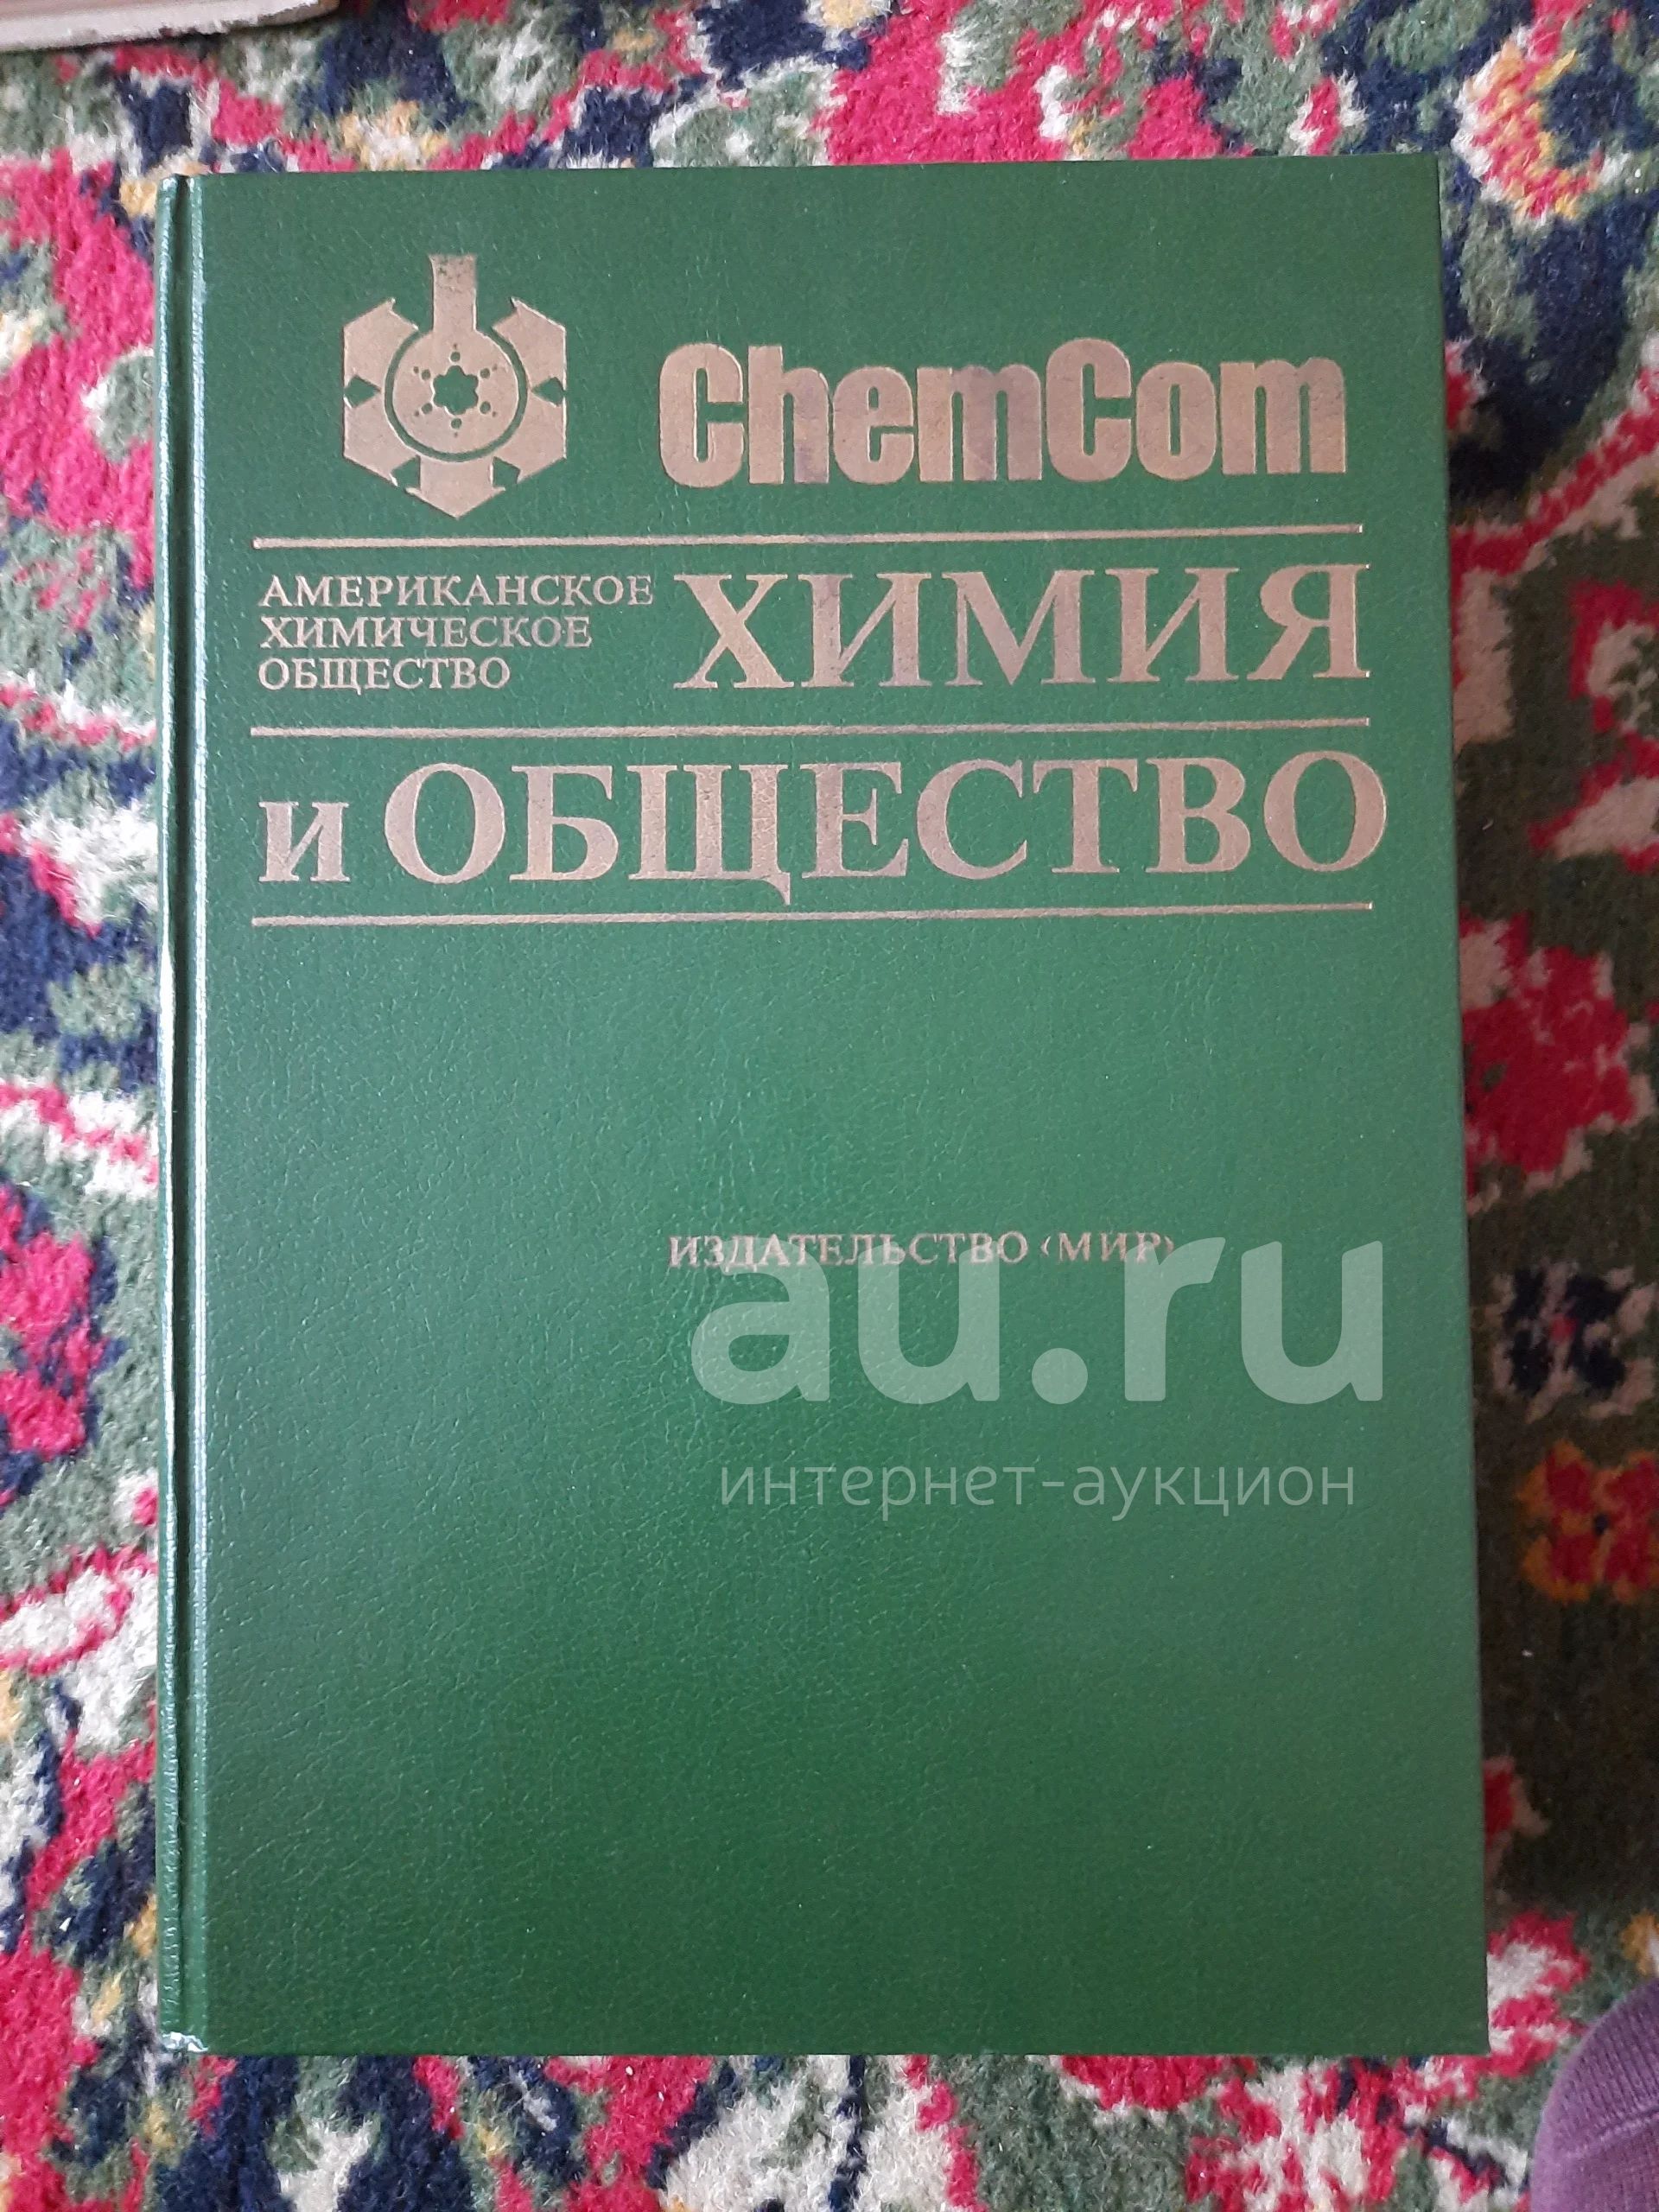 ChemCom
АМЕРИКАНСКОЕ
ХИМИЧЕСКОЕ
ОБЩЕСТВО
ХИМИЯ
и ОБЩЕСТВО
ИЗДАТЕЛЬСТВО ‹МИР›
au.ru
интернет-аукцион